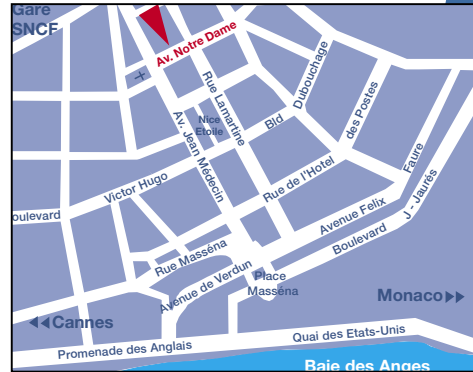 Gare
SNCF
Av. Notre Dame
Rue Lamartine
Dubouchage
des Postes
Nice
Etoile
Bld
Av. Jean Médecin
Faure
Victor Hugo
Rue de l'Hotel
oulevard
Avenue Felix
J - Jaurés
Boulevard
Rue Masséna
Avenue de Verdun
Place
Masséna
Monaco
Cannes
Quai des Etats-Unis
Promenade des Anglais
Baie des Anges